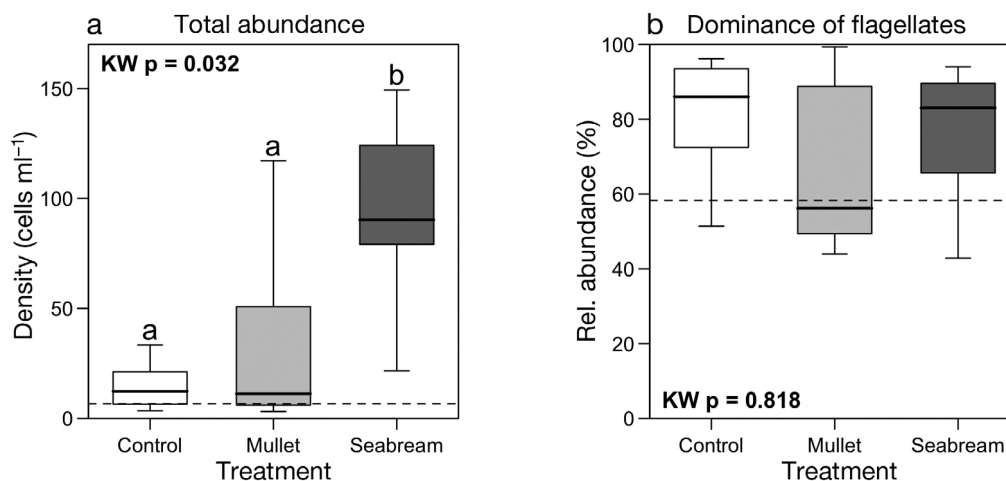 a Total abundance
KW p = 0.032
Density (cells ml⁻¹)
150
100
50
0
a
a
b
Control Mullet Seabream
Treatment
b Dominance of flagellates
Rel. abundance (%)
100
80
60
40
20
0
KW p = 0.818
Control Mullet Seabream
Treatment